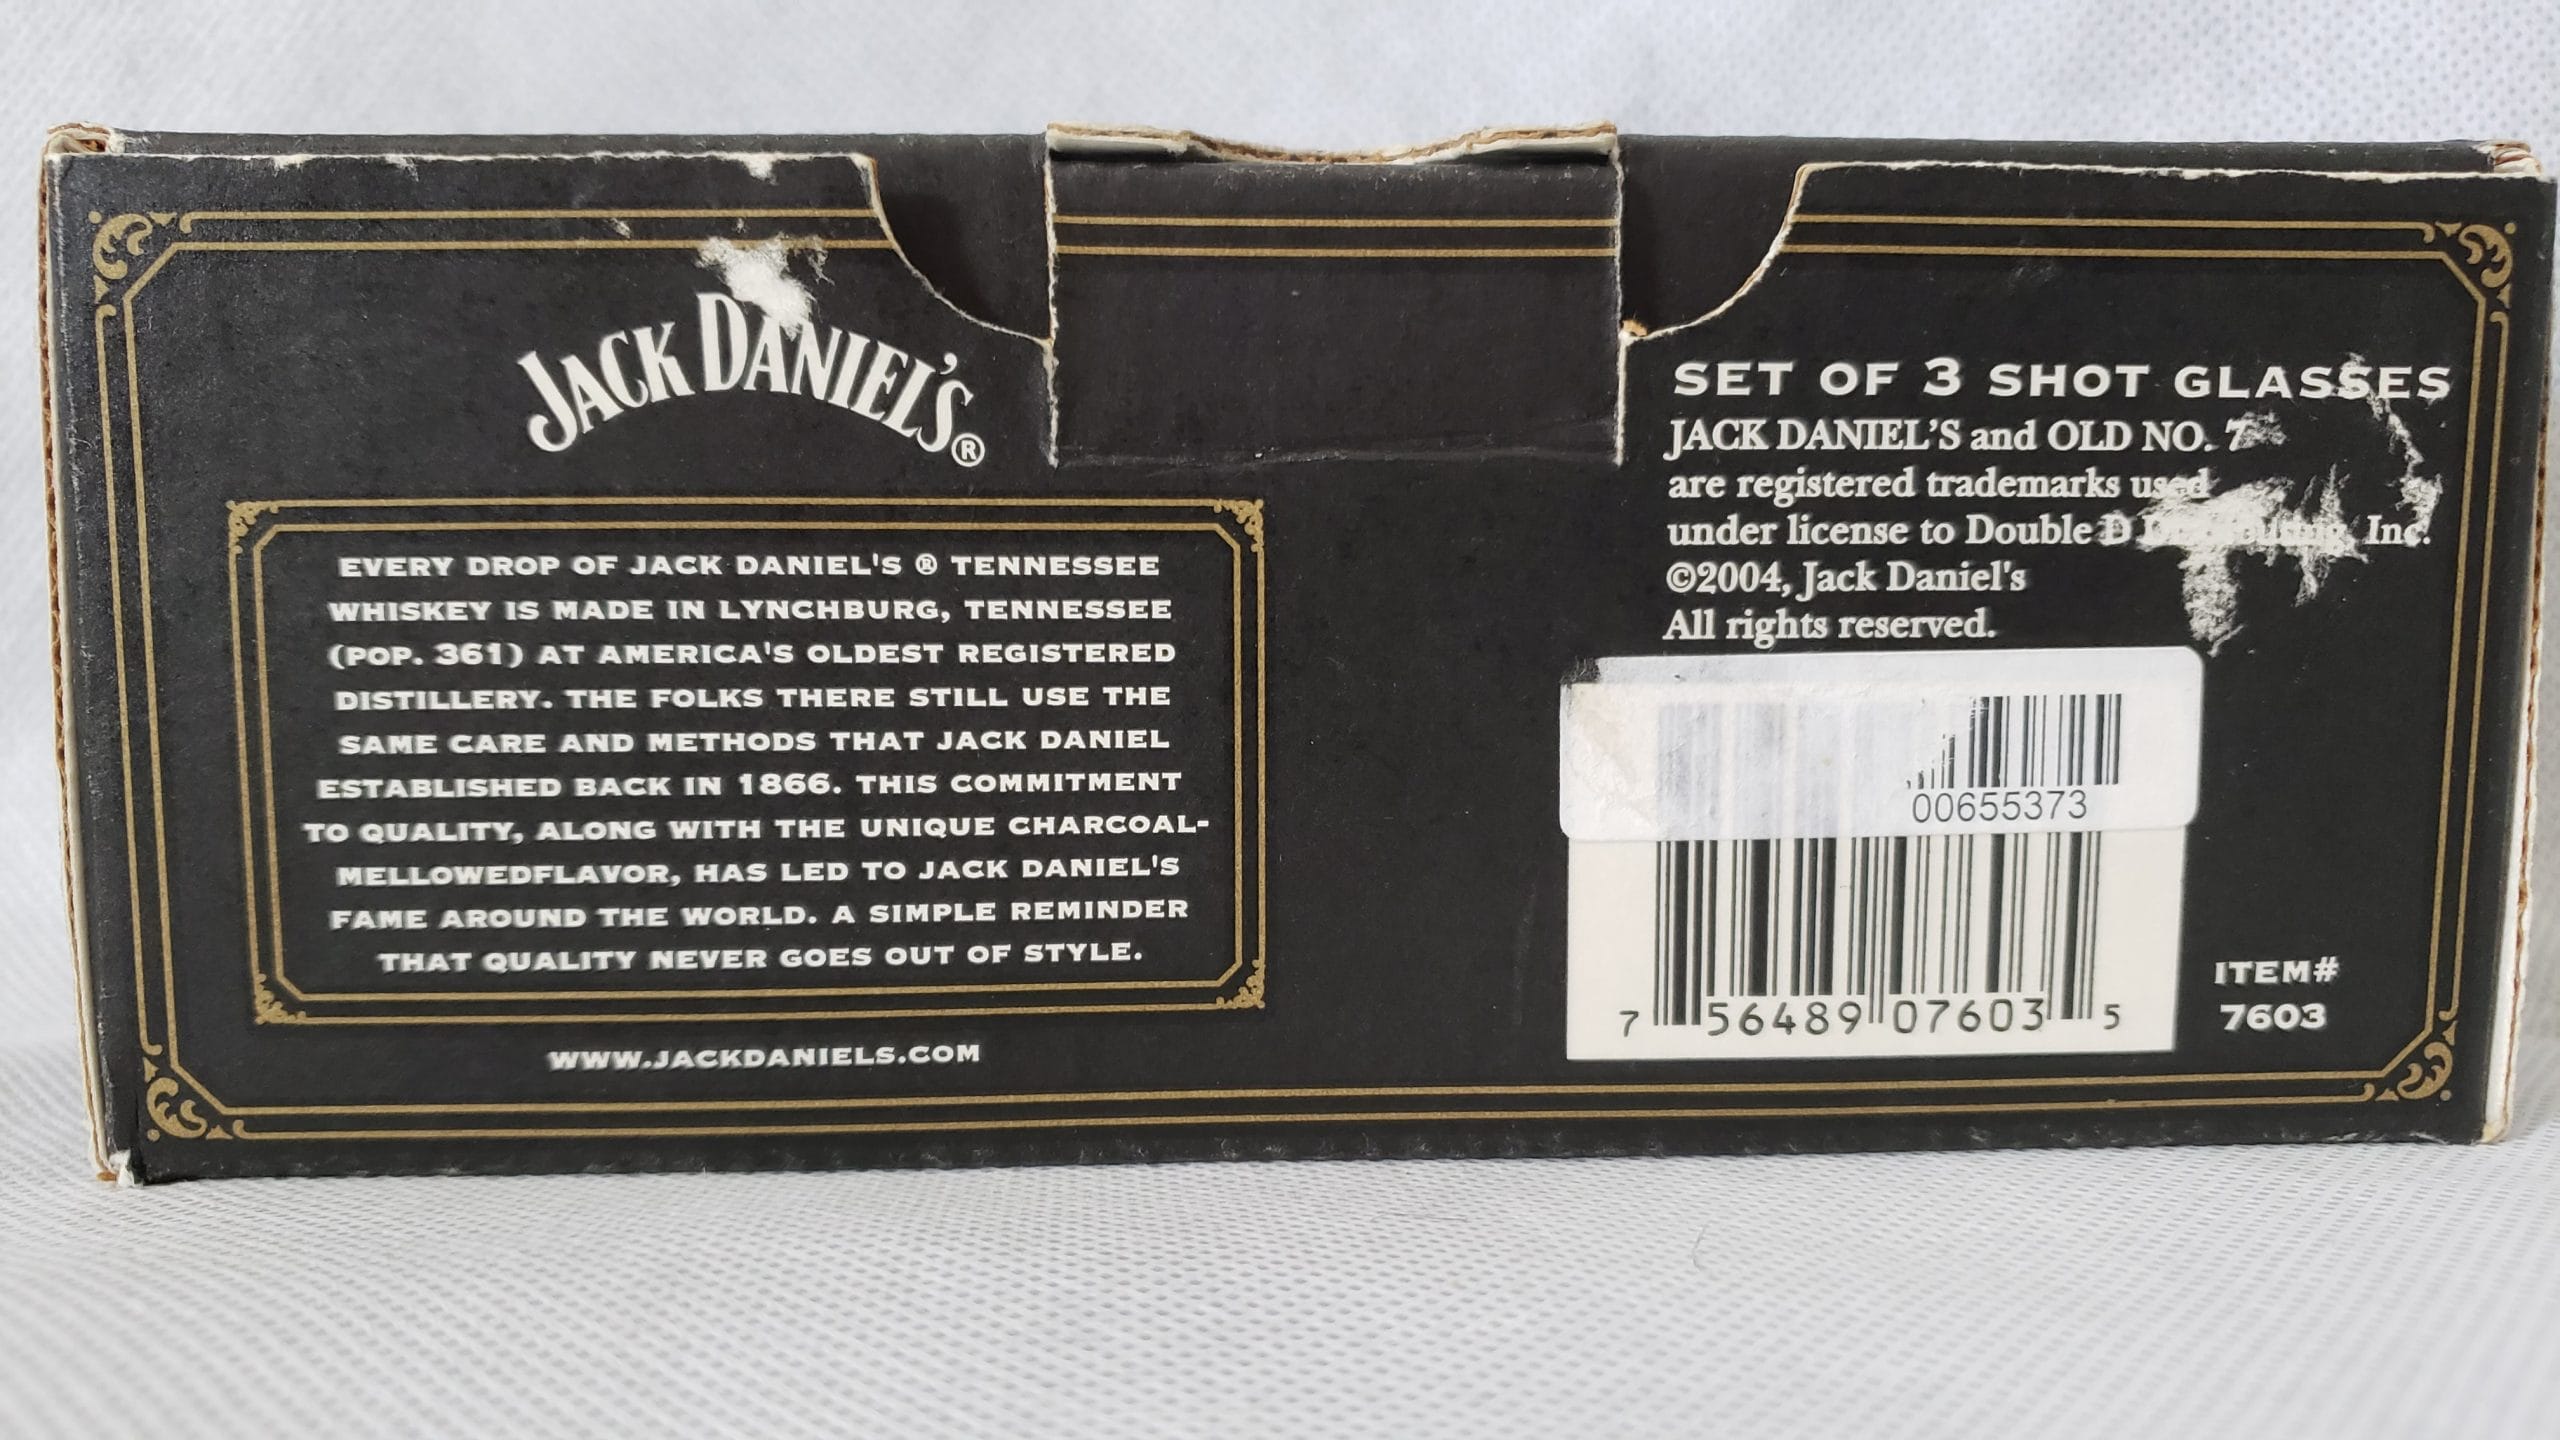 JACK DANIEL'S®
EVERY DROP OF JACK DANIEL'S ® TENNESSEE
WHISKEY IS MADE IN LYNCHBURG, TENNESSEE
(POP. 361) AT AMERICA'S OLDEST REGISTERED
DISTILLERY. THE FOLKS THERE STILL USE THE
SAME CARE AND METHODS THAT JACK DANIEL
ESTABLISHED BACK IN 1866. THIS COMMITMENT
TO QUALITY, ALONG WITH THE UNIQUE CHARCOAL-
MELLOWEDFLAVOR, HAS LED TO JACK DANIEL'S
FAME AROUND THE WORLD. A SIMPLE REMINDER
THAT QUALITY NEVER GOES OUT OF STYLE.
WWW.JACKDANIELS.COM
SET OF 3 SHOT GLASSES
JACK DANIEL'S and OLD NO. 7
are registered trademarks used
under license to Double D Inc.
©2004, Jack Daniel's
All rights reserved.
00655373
7 56489 07603 5
ITEM#
7603